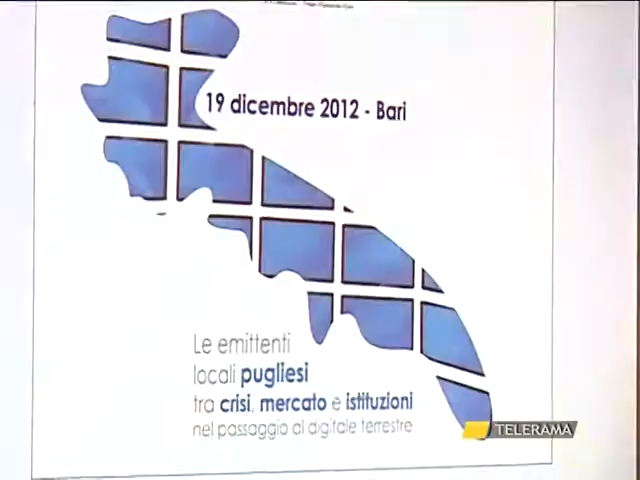 19 dicembre 2012 - Bari
Le emittenti
locali pugliesi
tra crisi, mercato e istituzioni
nel passaggio al digitale terrestre
TELERAMA